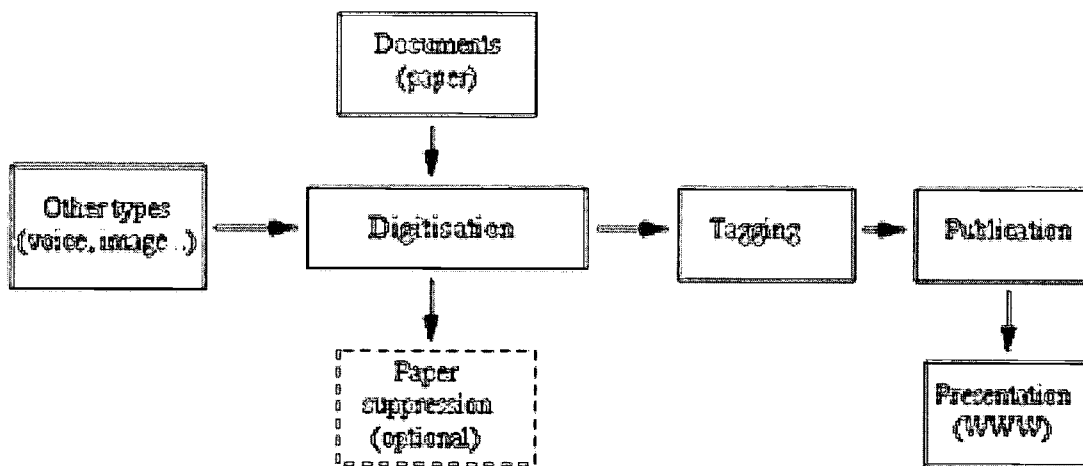 Documents
(paper)
Other types
(voice, image ..)
Digitisation
Tagging
Publication
Paper
suppression
(optional)
Presentation
(WWW)